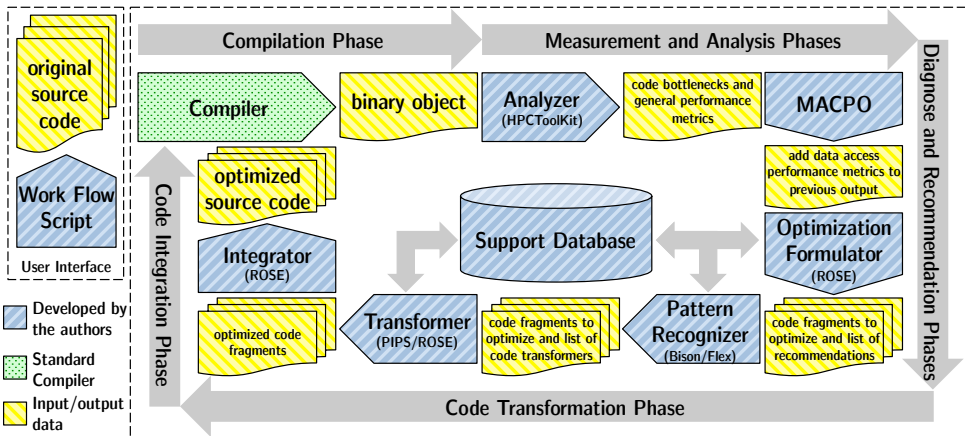 original
source
code
Work Flow
Script
User Interface
Developed by
the authors
Standard
Compiler
Input/output
data
Compilation Phase
Measurement and Analysis Phases
Diagnose and Recommendation Phases
Compiler
binary object
Analyzer
(HPCToolKit)
code bottlenecks and
general performance
metrics
MACPO
add data access
performance metrics to
previous output
optimized
source code
Integrator
(ROSE)
Support Database
Optimization
Formulator
(ROSE)
optimized code
fragments
Transformer
(PIPS/ROSE)
code fragments to
optimize and list of
code transformers
Pattern
Recognizer
(Bison/Flex)
code fragments to
optimize and list of
recommendations
Code Integration Phase
Code Transformation Phase